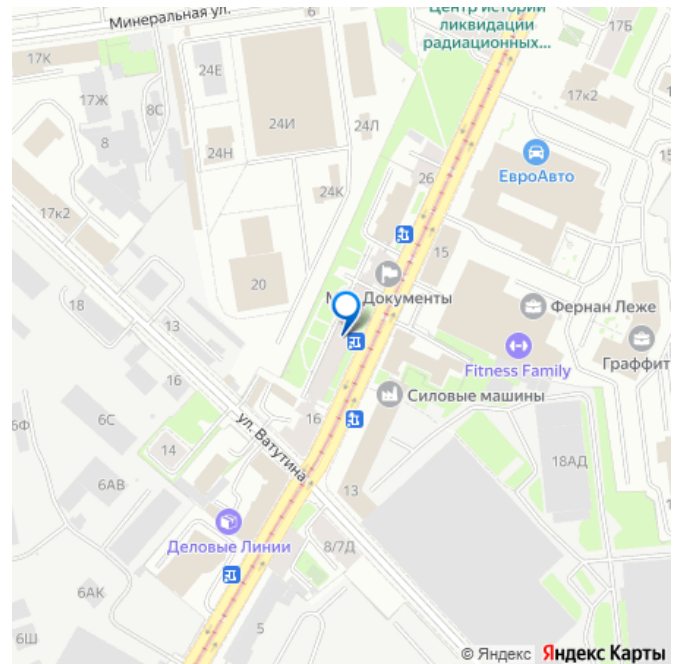 Центр истории
ликвидации
радиационных...
Минеральная ул.
6
17Б
17К
24Е
17к2
17Ж
8С
24И
8
24Л
24Н
15
26
24К
ЕвроАвто
17к2
15
20
Документы
18
Фернан Леже
13
Граффит
Fitness Family
16
Силовые машины
16
6С
6Ф
ул. Ватутина
14
18АД
6АВ
13
Деловые Линии
8/7Д
6АК
5
6Ш
© Яндекс Яндекс Карты